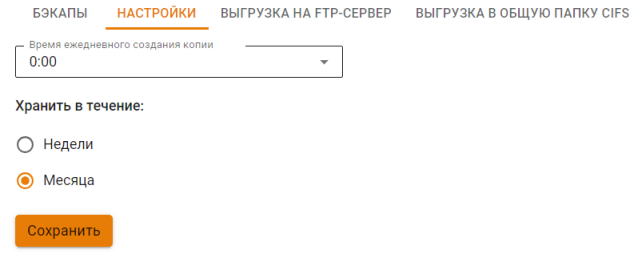 БЭКАПЫ НАСТРОЙКИ ВЫГРУЗКА НА FTP-СЕРВЕР ВЫГРУЗКА В ОБЩУЮ ПАПКУ CIFS
Время ежедневного создания копии
0:00
Хранить в течение:
Недели
Месяца
Сохранить